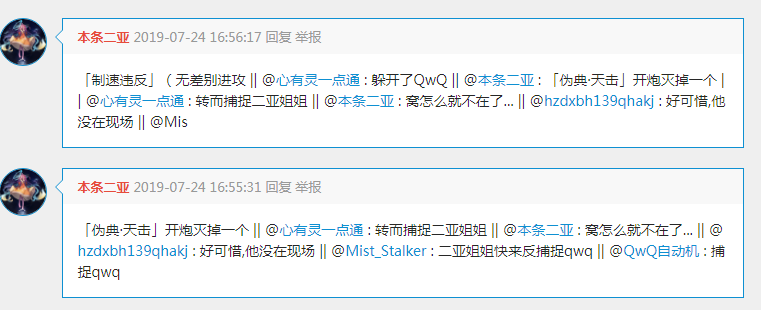 本条二亚 2019-07-24 16:56:17 回复 举报
「制速违反」（ 无差别进攻 || @心有灵一点通 : 躲开了QwQ || @本条二亚 : 「伪典·天击」开炮灭掉一个 |
| @心有灵一点通 : 转而捕捉二亚姐姐 || @本条二亚 : 窝怎么就不在了... || @hzdxbh139qhakj : 好可惜,他
没在现场 || @Mis
本条二亚 2019-07-24 16:55:31 回复 举报
「伪典·天击」开炮灭掉一个 || @心有灵一点通 : 转而捕捉二亚姐姐 || @本条二亚 : 窝怎么就不在了... || @
hzdxbh139qhakj : 好可惜,他没在现场 || @Mist_Stalker : 二亚姐姐快来反捕捉qwq || @QwQ自动机 : 捕
捉qwq